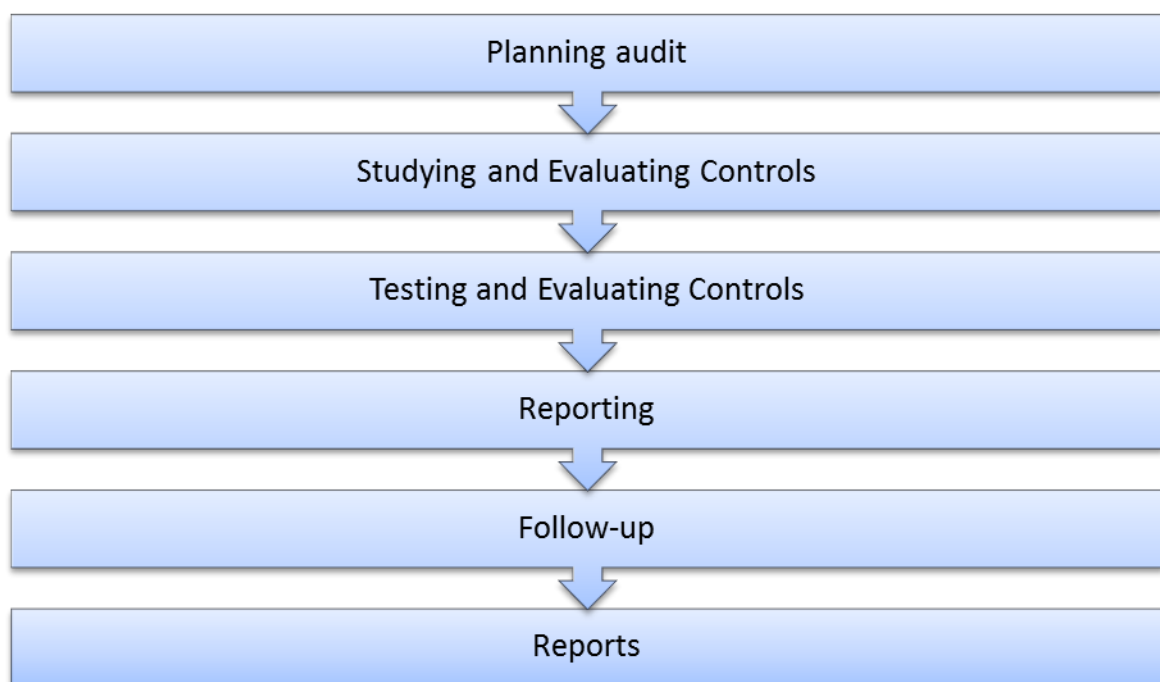 Planning audit
Studying and Evaluating Controls
Testing and Evaluating Controls
Reporting
Follow-up
Reports